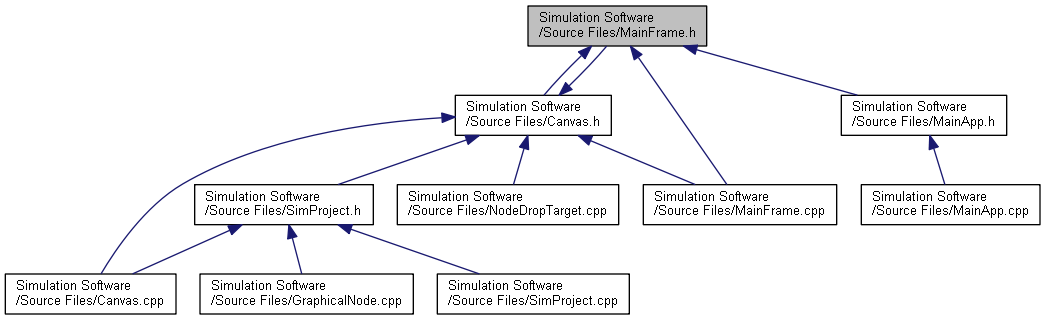 Simulation Software
/Source Files/MainFrame.h
Simulation Software
/Source Files/Canvas.h
Simulation Software
/Source Files/MainApp.h
Simulation Software
/Source Files/SimProject.h
Simulation Software
/Source Files/NodeDropTarget.cpp
Simulation Software
/Source Files/MainFrame.cpp
Simulation Software
/Source Files/MainApp.cpp
Simulation Software
/Source Files/Canvas.cpp
Simulation Software
/Source Files/GraphicalNode.cpp
Simulation Software
/Source Files/SimProject.cpp